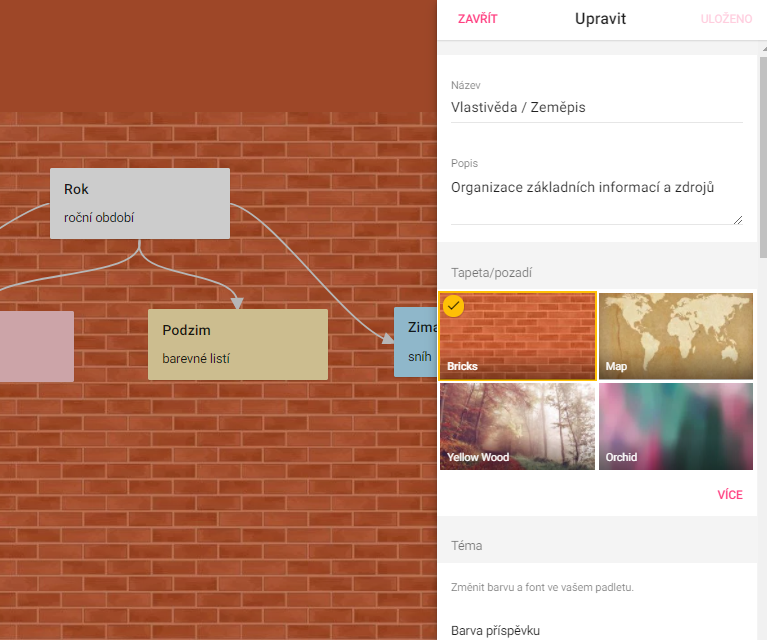 ZAVŘÍT
Upravit
ULOŽENO
Název
Vlastivěda / Zeměpis
Popis
Organizace základních informací a zdrojů
Tapeta/pozadí
Bricks
Map
Yellow Wood
Orchid
VÍCE
Téma
Změnit barvu a font ve vašem padletu.
Barva příspěvku
Rok
roční období
Podzim
barevné listí
Zima
sníh